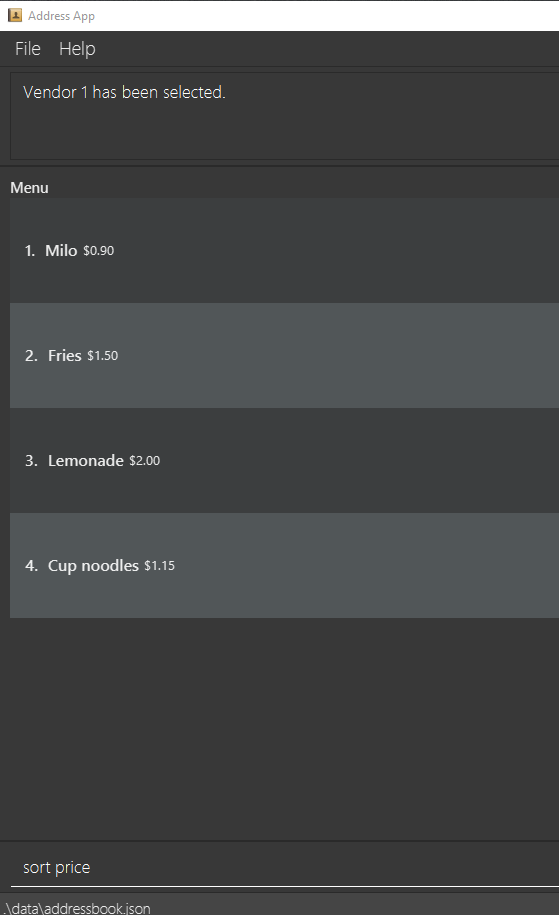 Address App
File Help
Vendor 1 has been selected.
Menu
1. Milo $0.90
2. Fries $1.50
3. Lemonade $2.00
4. Cup noodles $1.15
sort price
.\data\addressbook.json